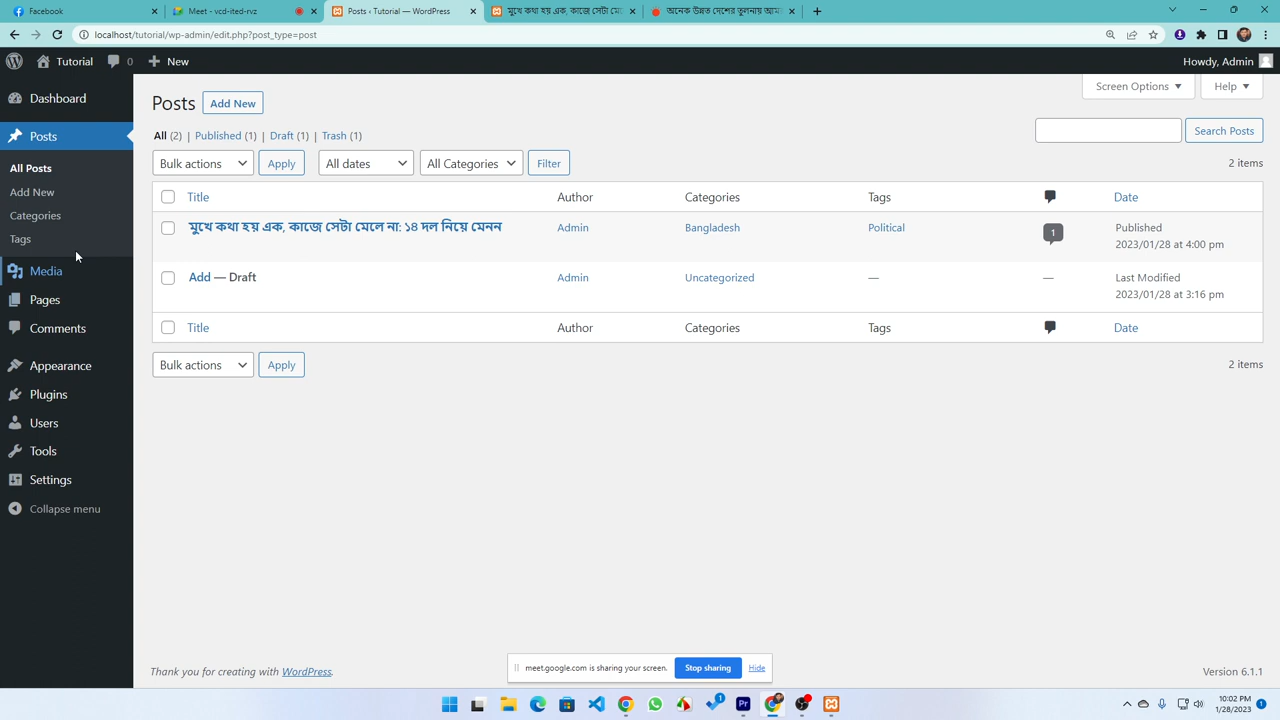 Facebook
Meet - vcd-ited-rvz
Posts ‹ Tutorial — WordPress
মুখে কথা হয় এক, কাজে সেটা মেলে
অনেক উন্নত দেশের তুলনায় আমা
localhost/tutorial/wp-admin/edit.php?post_type=post
Tutorial 0 New
Howdy, Admin
Dashboard
Posts
All Posts
Add New
Categories
Tags
Media
Pages
Comments
Appearance
Plugins
Users
Tools
Settings
Collapse menu
Screen Options
Help
Posts Add New
All (2) | Published (1) | Draft (1) | Trash (1)
Search Posts
Bulk actions Apply All dates All Categories Filter 2 items
Title Author Categories Tags Date
মুখে কথা হয় এক, কাজে সেটা মেলে না: ১৪ দল নিয়ে মেনন Admin Bangladesh Political 1 Published
2023/01/28 at 4:00 pm
Add — Draft Admin Uncategorized — — Last Modified
2023/01/28 at 3:16 pm
Title Author Categories Tags Date
Bulk actions Apply 2 items
meet.google.com is sharing your screen. Stop sharing Hide
Thank you for creating with WordPress. Version 6.1.1
1
Pr
10:02 PM
1/28/2023
1